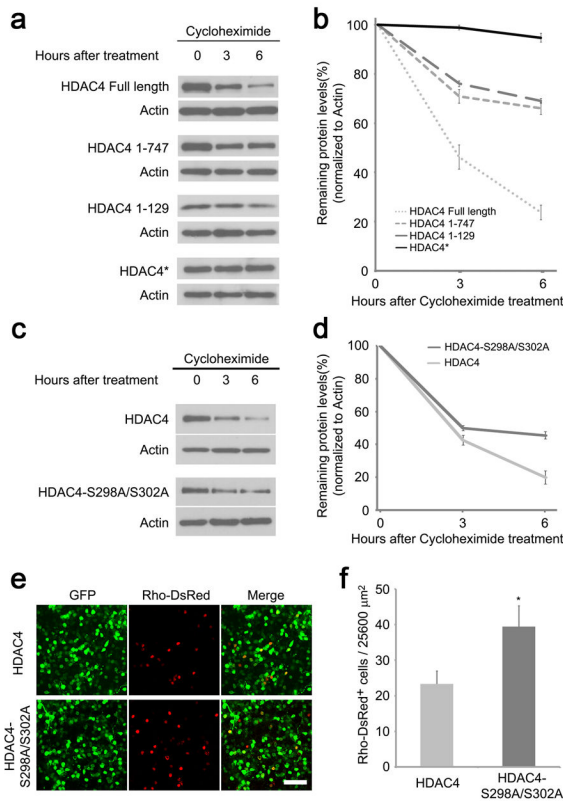 a
Cycloheximide
Hours after treatment 0 3 6
HDAC4 Full length
Actin
HDAC4 1-747
Actin
HDAC4 1-129
Actin
HDAC4*
Actin
b
Remaining protein levels(%)
(normalized to Actin)
100
80
60
40
20
0
HDAC4 Full length
HDAC4 1-747
HDAC4 1-129
HDAC4*
0 3 6
Hours after Cycloheximide treatment
c
Cycloheximide
Hours after treatment 0 3 6
HDAC4
Actin
HDAC4-S298A/S302A
Actin
d
Remaining protein levels(%)
(normalized to Actin)
100
80
60
40
20
0
HDAC4-S298A/S302A
HDAC4
0 3 6
Hours after Cycloheximide treatment
e
GFP Rho-DsRed Merge
HDAC4
HDAC4-
S298A/S302A
f
Rho-DsRed+ cells / 25600 µm2
50
40
30
20
10
0
*
HDAC4
HDAC4-
S298A/S302A